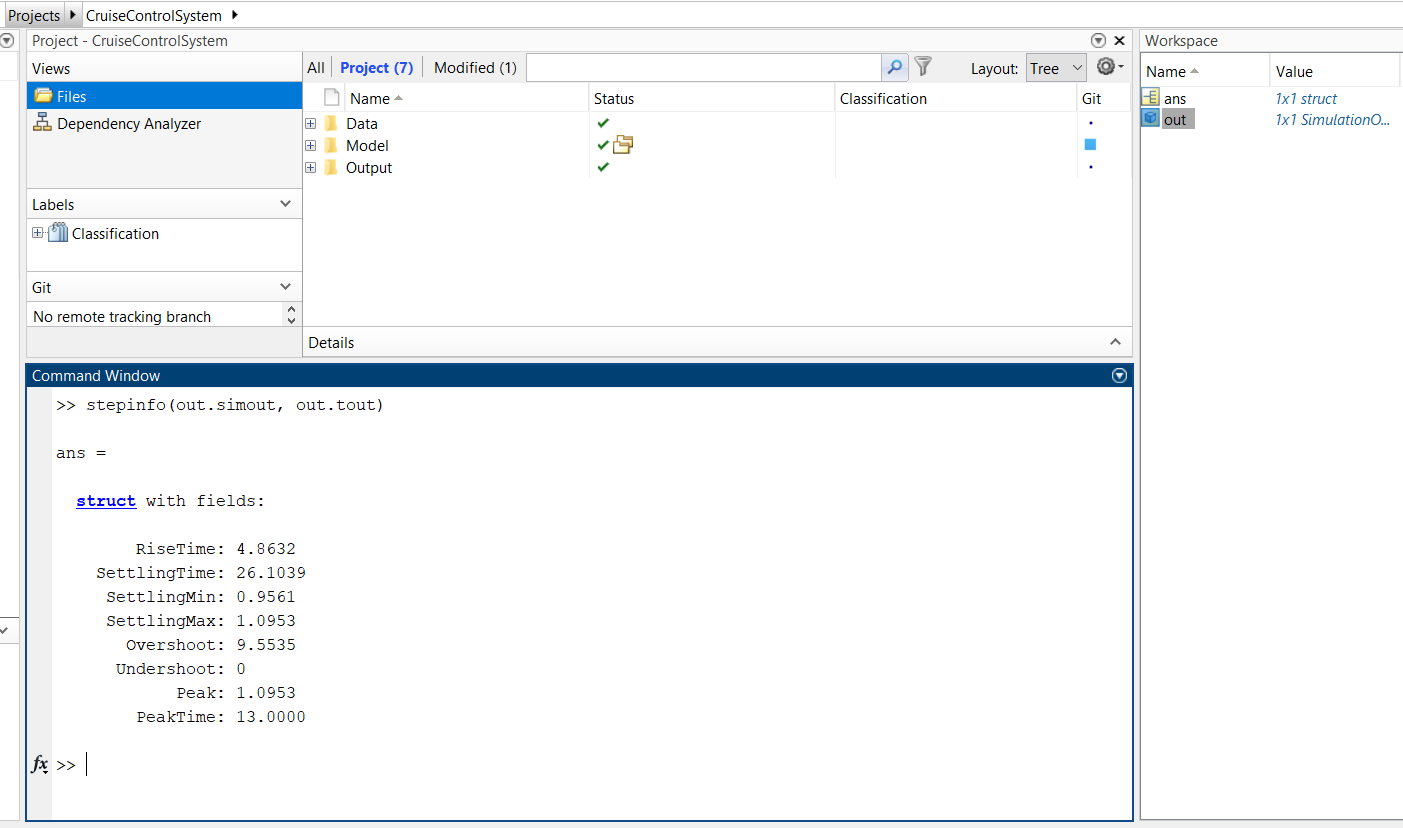 Projects CruiseControlSystem
Project - CruiseControlSystem
Views
Files
Dependency Analyzer
Labels
Classification
Git
No remote tracking branch
All Project (7) Modified (1) Layout: Tree
Name Status Classification Git
Data
Model
Output
Details
Command Window
>> stepinfo(out.simout, out.tout)
ans =
struct with fields:
RiseTime: 4.8632
SettlingTime: 26.1039
SettlingMin: 0.9561
SettlingMax: 1.0953
Overshoot: 9.5535
Undershoot: 0
Peak: 1.0953
PeakTime: 13.0000
fx >>
Workspace
Name Value
ans 1x1 struct
out 1x1 SimulationO...